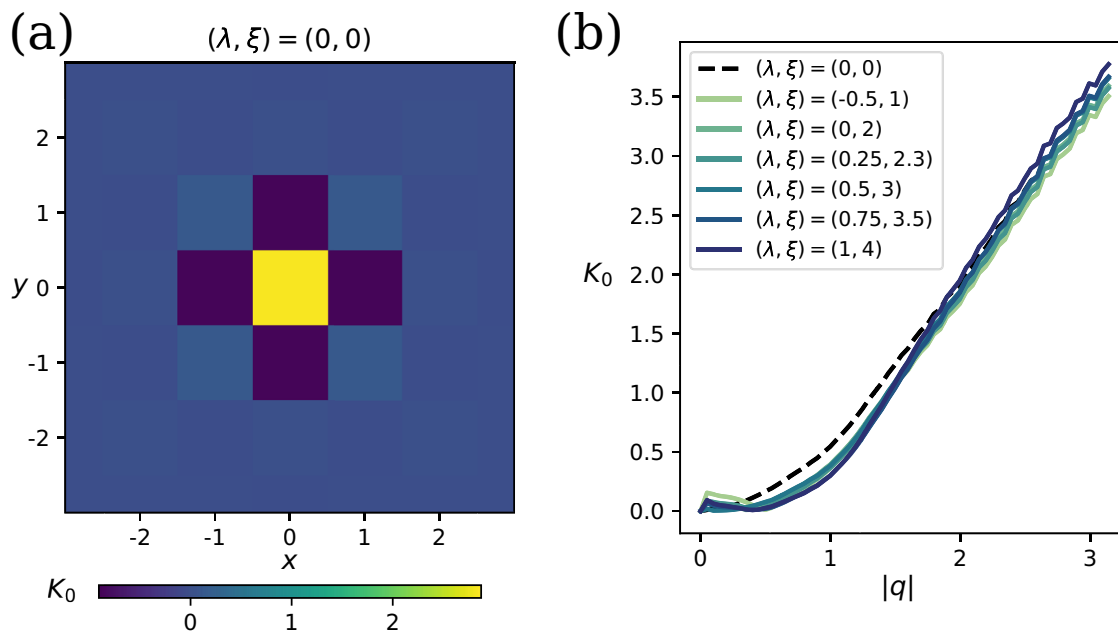 (a)
(λ, ξ) = (0, 0)
2
1
y 0
-1
-2
-2 -1 0 1 2
x
K₀
0 1 2
(b)
(λ, ξ) = (0, 0)
(λ, ξ) = (-0.5, 1)
(λ, ξ) = (0, 2)
(λ, ξ) = (0.25, 2.3)
(λ, ξ) = (0.5, 3)
(λ, ξ) = (0.75, 3.5)
(λ, ξ) = (1, 4)
3.5
3.0
2.5
K₀ 2.0
1.5
1.0
0.5
0.0
0 1 2 3
|q|